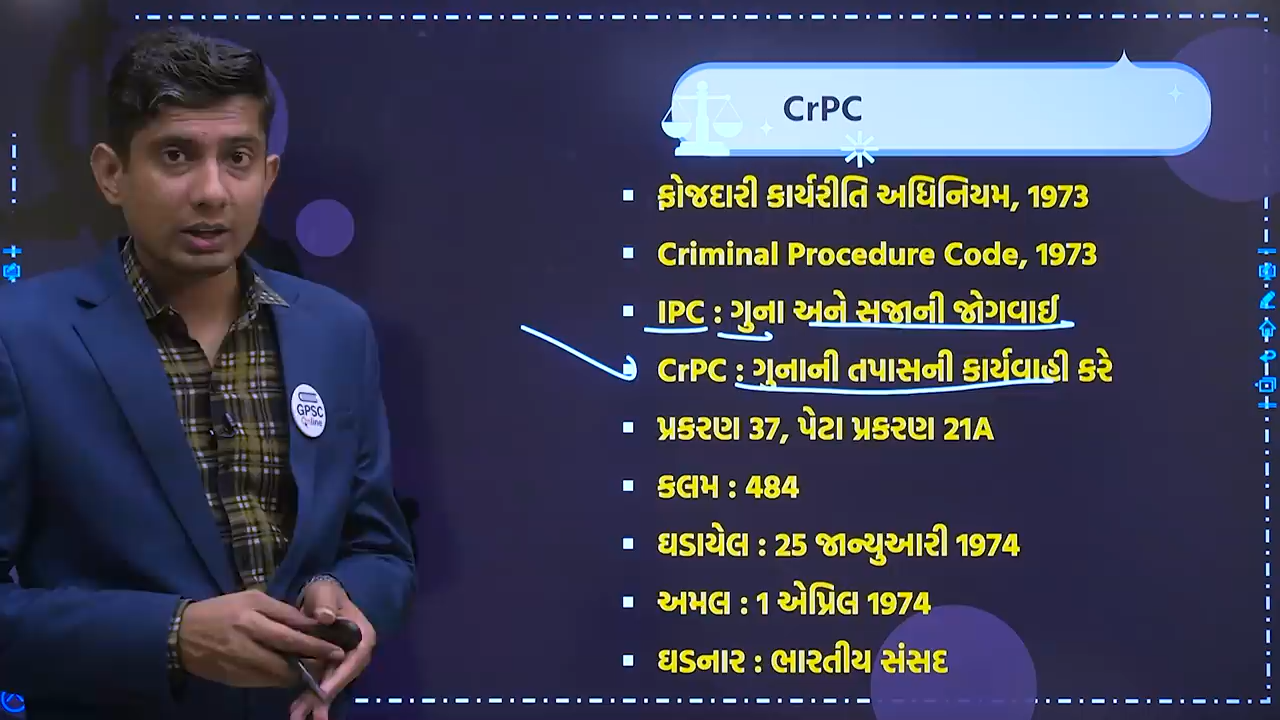 CrPC
ફોજદારી કાર્યરીતિ અધિનિયમ, 1973
Criminal Procedure Code, 1973
IPC : ગુના અને સજાની જોગવાઈ
CrPC : ગુનાની તપાસની કાર્યવાહી કરે
પ્રકરણ 37, પેટા પ્રકરણ 21A
કલમ : 484
ઘડાયેલ : 25 જાન્યુઆરી 1974
અમલ : 1 એપ્રિલ 1974
ઘડનાર : ભારતીય સંસદ
GPSC
Online